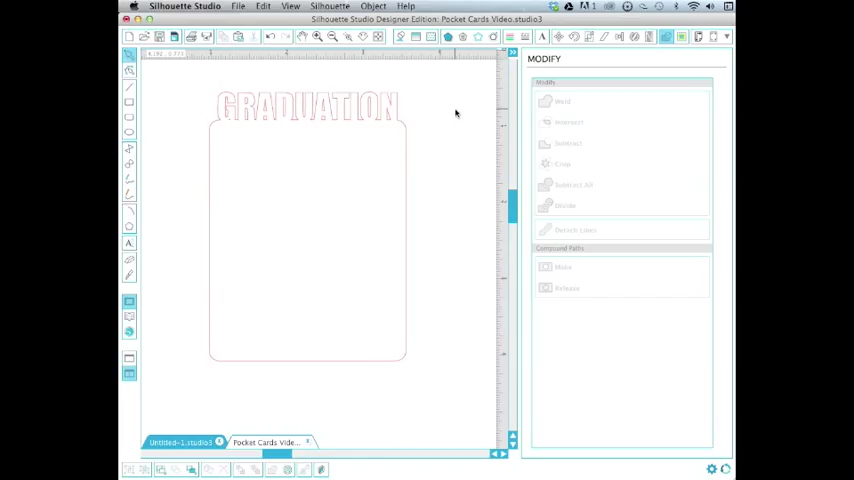 Silhouette Studio File Edit View Silhouette Object Help
Silhouette Studio Designer Edition: Pocket Cards Video.studio3
MODIFY
Modify
Weld
Intersect
Subtract
Crop
Subtract All
Divide
Detach Lines
Compound Paths
Make
Release
GRADUATION
Untitled-1.studio3
Pocket Cards Vide...